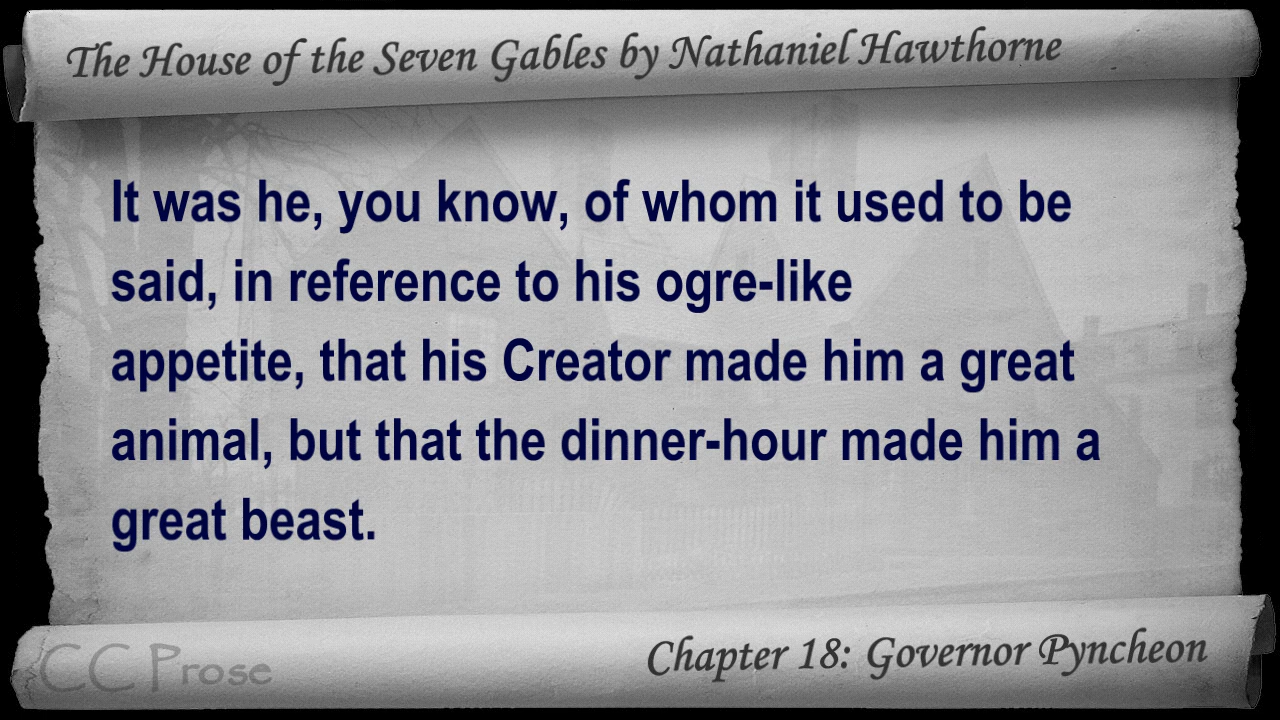 The House of the Seven Gables by Nathaniel Hawthorne
It was he, you know, of whom it used to be
said, in reference to his ogre-like
appetite, that his Creator made him a great
animal, but that the dinner-hour made him a
great beast.
CC Prose
Chapter 18: Governor Pyncheon